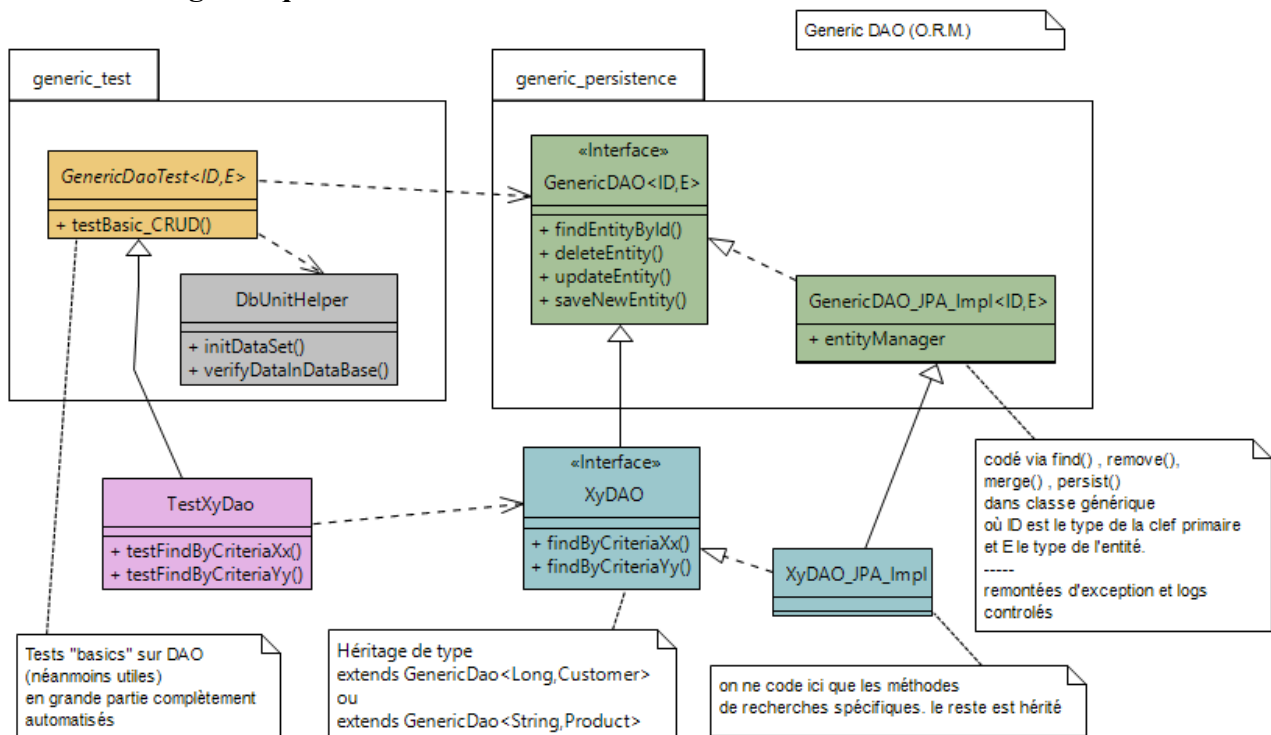 Generic DAO (O.R.M.)
generic_test
generic_persistence
GenericDaoTest<ID,E>
+ testBasic_CRUD()
DbUnitHelper
+ initDataSet()
+ verifyDataInDataBase()
«Interface»
GenericDAO<ID,E>
+ findEntityById()
+ deleteEntity()
+ updateEntity()
+ saveNewEntity()
GenericDAO_JPA_Impl<ID,E>
+ entityManager
TestXyDao
+ testFindByCriteriaXx()
+ testFindByCriteriaYy()
«Interface»
XyDAO
+ findByCriteriaXx()
+ findByCriteriaYy()
XyDAO_JPA_Impl
codé via find() , remove(),
merge() , persist()
dans classe générique
où ID est le type de la clef primaire
et E le type de l'entité.
-----
remontées d'exception et logs
controlés
Tests "basics" sur DAO
(néanmoins utiles)
en grande partie complètement
automatisés
Héritage de type
extends GenericDao<Long,Customer>
ou
extends GenericDao<String,Product>
on ne code ici que les méthodes
de recherches spécifiques. le reste est hérité